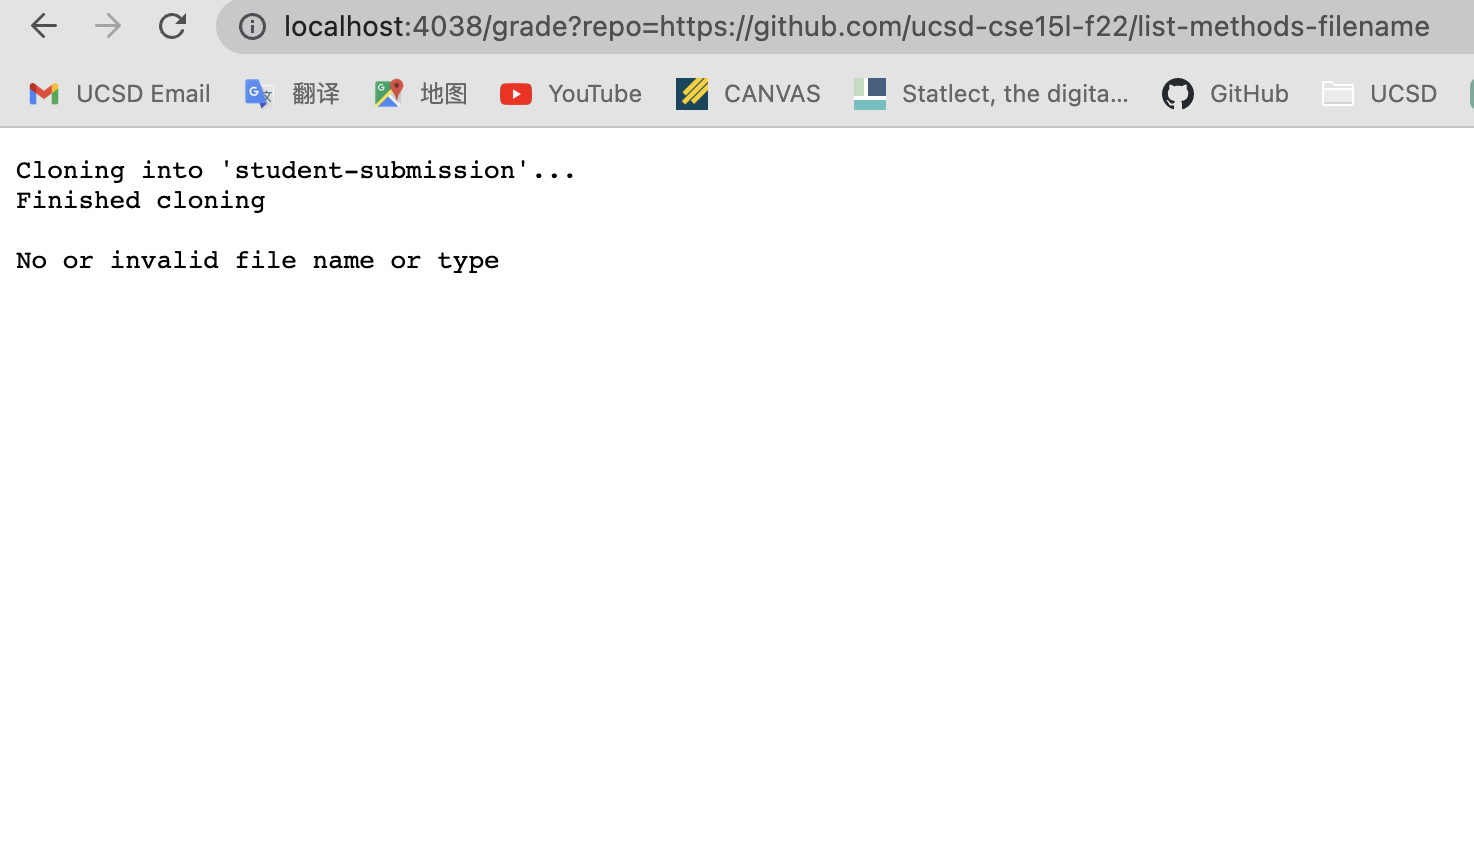 localhost:4038/grade?repo=https://github.com/ucsd-cse15l-f22/list-methods-filename
UCSD Email 翻译 地图 YouTube CANVAS Statlect, the digita... GitHub UCSD
Cloning into 'student-submission'...
Finished cloning
No or invalid file name or type